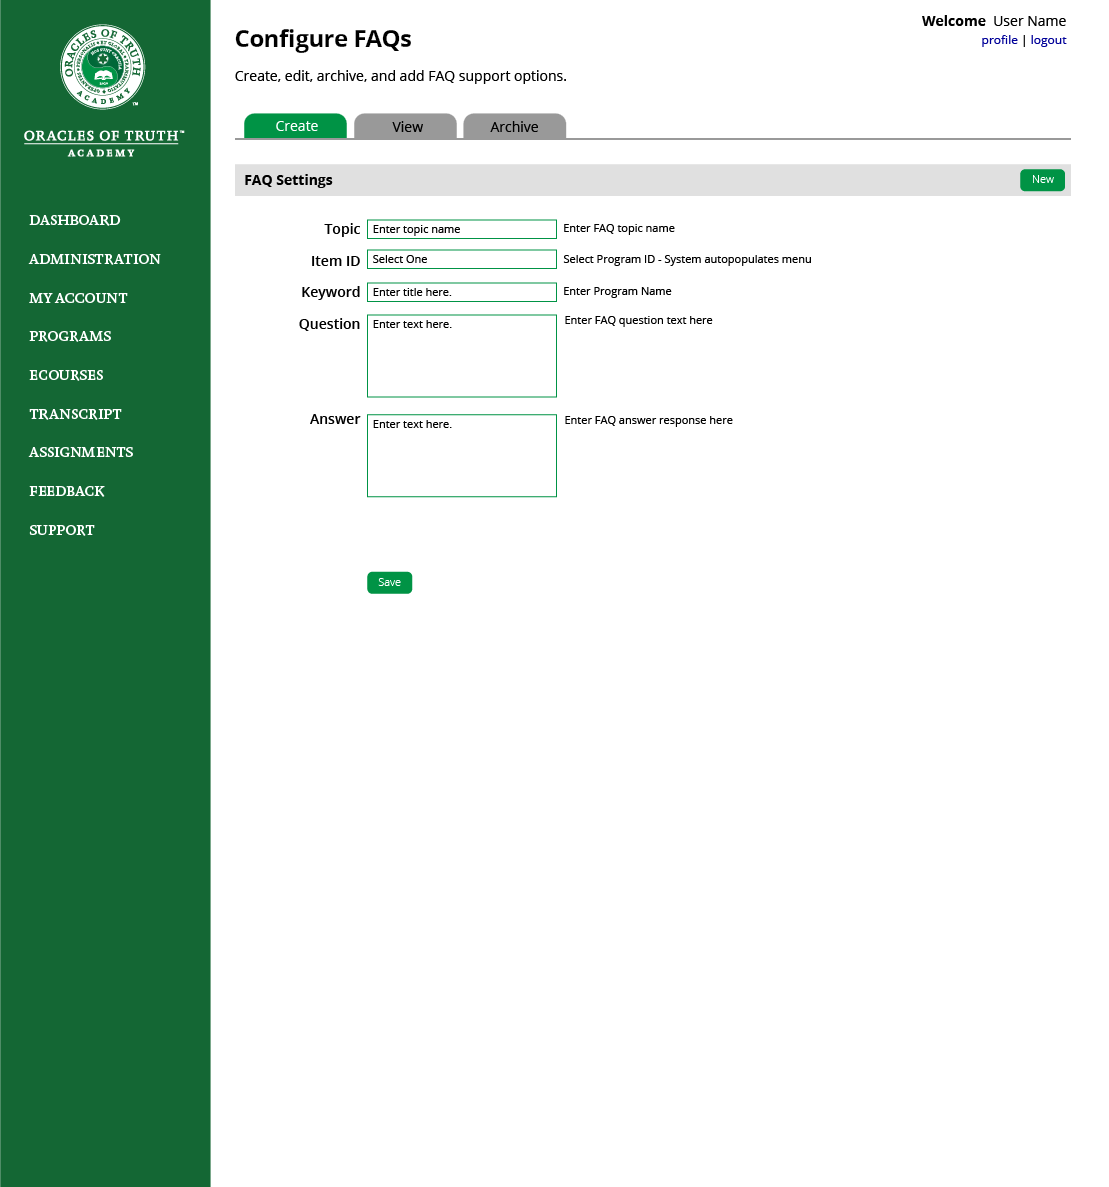 ORACLES OF TRUTH
ACADEMY
™
ORACLES OF TRUTH™
ACADEMY
DASHBOARD
ADMINISTRATION
MY ACCOUNT
PROGRAMS
ECOURSES
TRANSCRIPT
ASSIGNMENTS
FEEDBACK
SUPPORT
Welcome User Name
profile | logout
Configure FAQs
Create, edit, archive, and add FAQ support options.
Create View Archive
FAQ Settings New
Topic Enter topic name Enter FAQ topic name
Item ID Select One Select Program ID - System autopopulates menu
Keyword Enter title here. Enter Program Name
Question Enter text here. Enter FAQ question text here
Answer Enter text here. Enter FAQ answer response here
Save